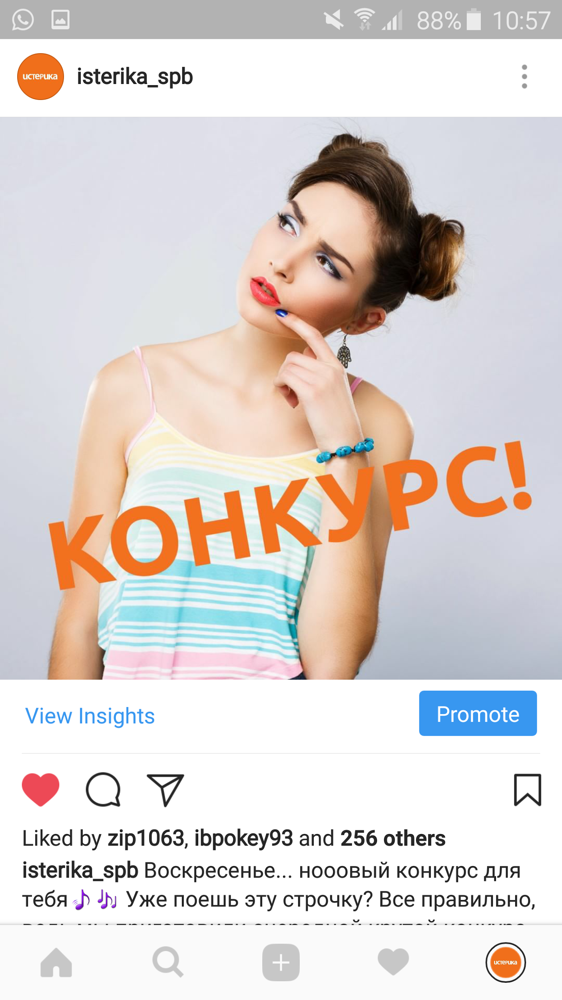 88% 10:57
истерика
isterika_spb
КОНКУРС!
View Insights
Promote
Liked by zip1063, ibpokey93 and 256 others
isterika_spb Воскресенье... нооовый конкурс для
тебя🎵 🎶 Уже поешь эту строчку? Все правильно,
истерика